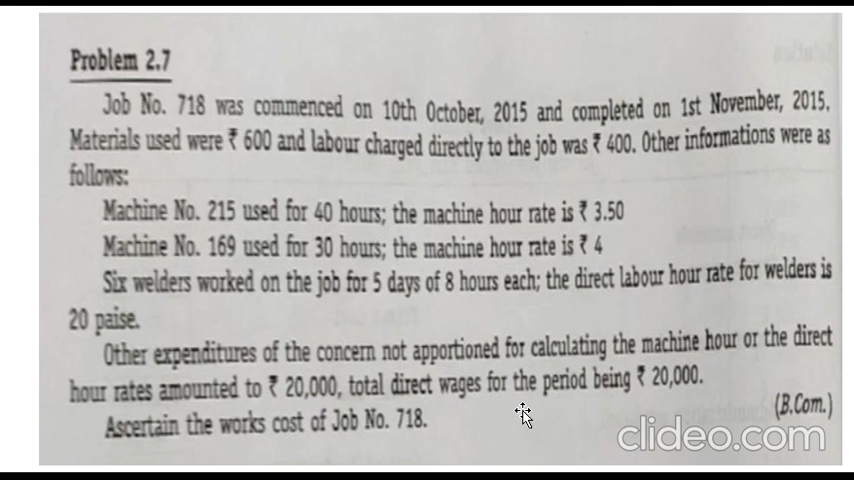 Problem 2.7
Job No. 718 was commenced on 10th October, 2015 and completed on 1st November, 2015.
Materials used were ₹ 600 and labour charged directly to the job was ₹ 400. Other informations were as
follows:
Machine No. 215 used for 40 hours; the machine hour rate is ₹ 3.50
Machine No. 169 used for 30 hours; the machine hour rate is ₹ 4
Six welders worked on the job for 5 days of 8 hours each; the direct labour hour rate for welders is
20 paise.
Other expenditures of the concern not apportioned for calculating the machine hour or the direct
hour rates amounted to ₹ 20,000, total direct wages for the period being ₹ 20,000.
Ascertain the works cost of Job No. 718.
(B.Com.)
clideo.com